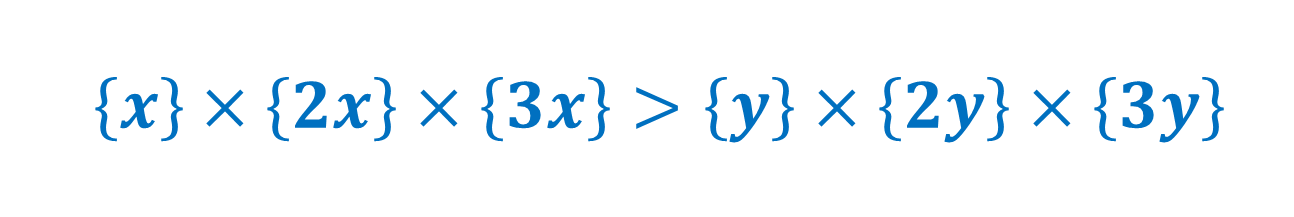 {x} × {2x} × {3x} > {y} × {2y} × {3y}